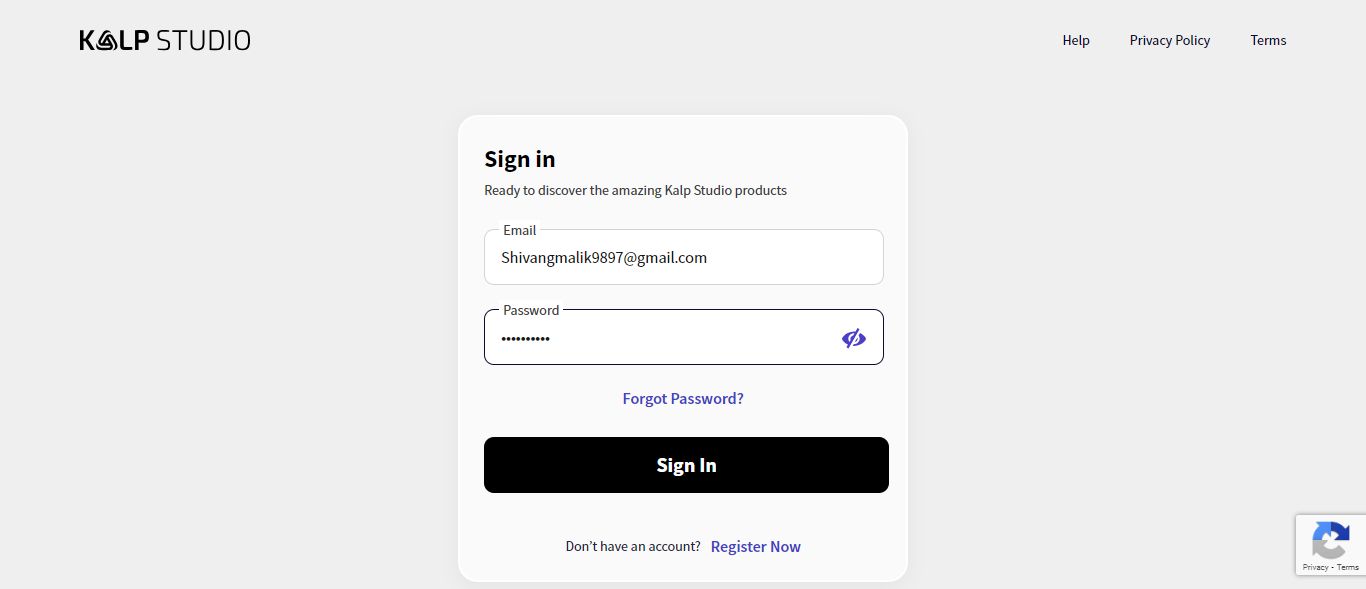 KALP STUDIO
Help
Privacy Policy
Terms
Sign in
Ready to discover the amazing Kalp Studio products
Email
Shivangmalik9897@gmail.com
Password
••••••••••
Forgot Password?
Sign In
Don't have an account? Register Now
Privacy - Terms